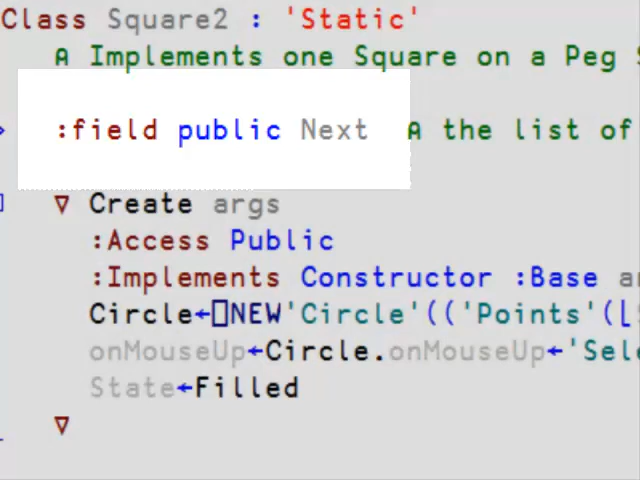 Class Square2 : 'Static'
⍝ Implements one Square on a Peg
:field public Next ⍝ the list of
∇ Create args
:Access Public
:Implements Constructor :Base
Circle←⎕NEW'Circle'(('Points'(
onMouseUp←Circle.onMouseUp←'Sel
State←Filled
∇